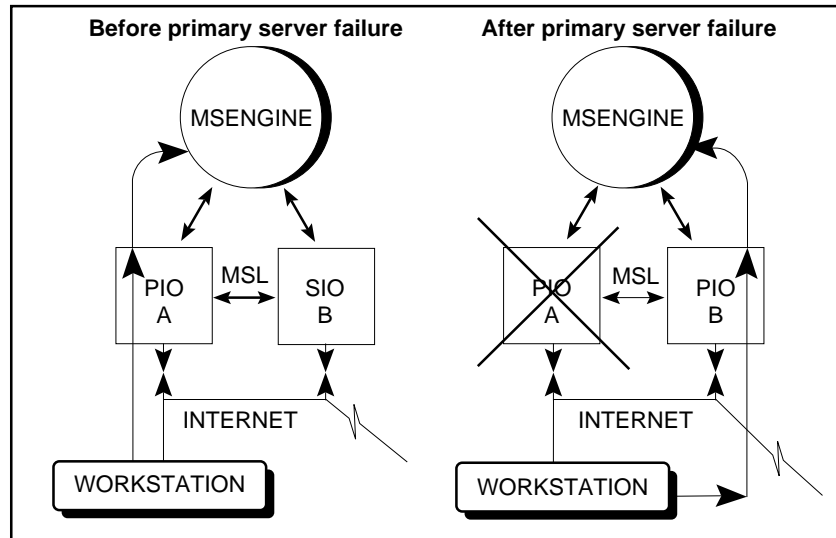 Before primary server failure
After primary server failure
MSENGINE
MSENGINE
PIO
A
MSL
SIO
B
PIO
A
MSL
PIO
B
INTERNET
INTERNET
WORKSTATION
WORKSTATION